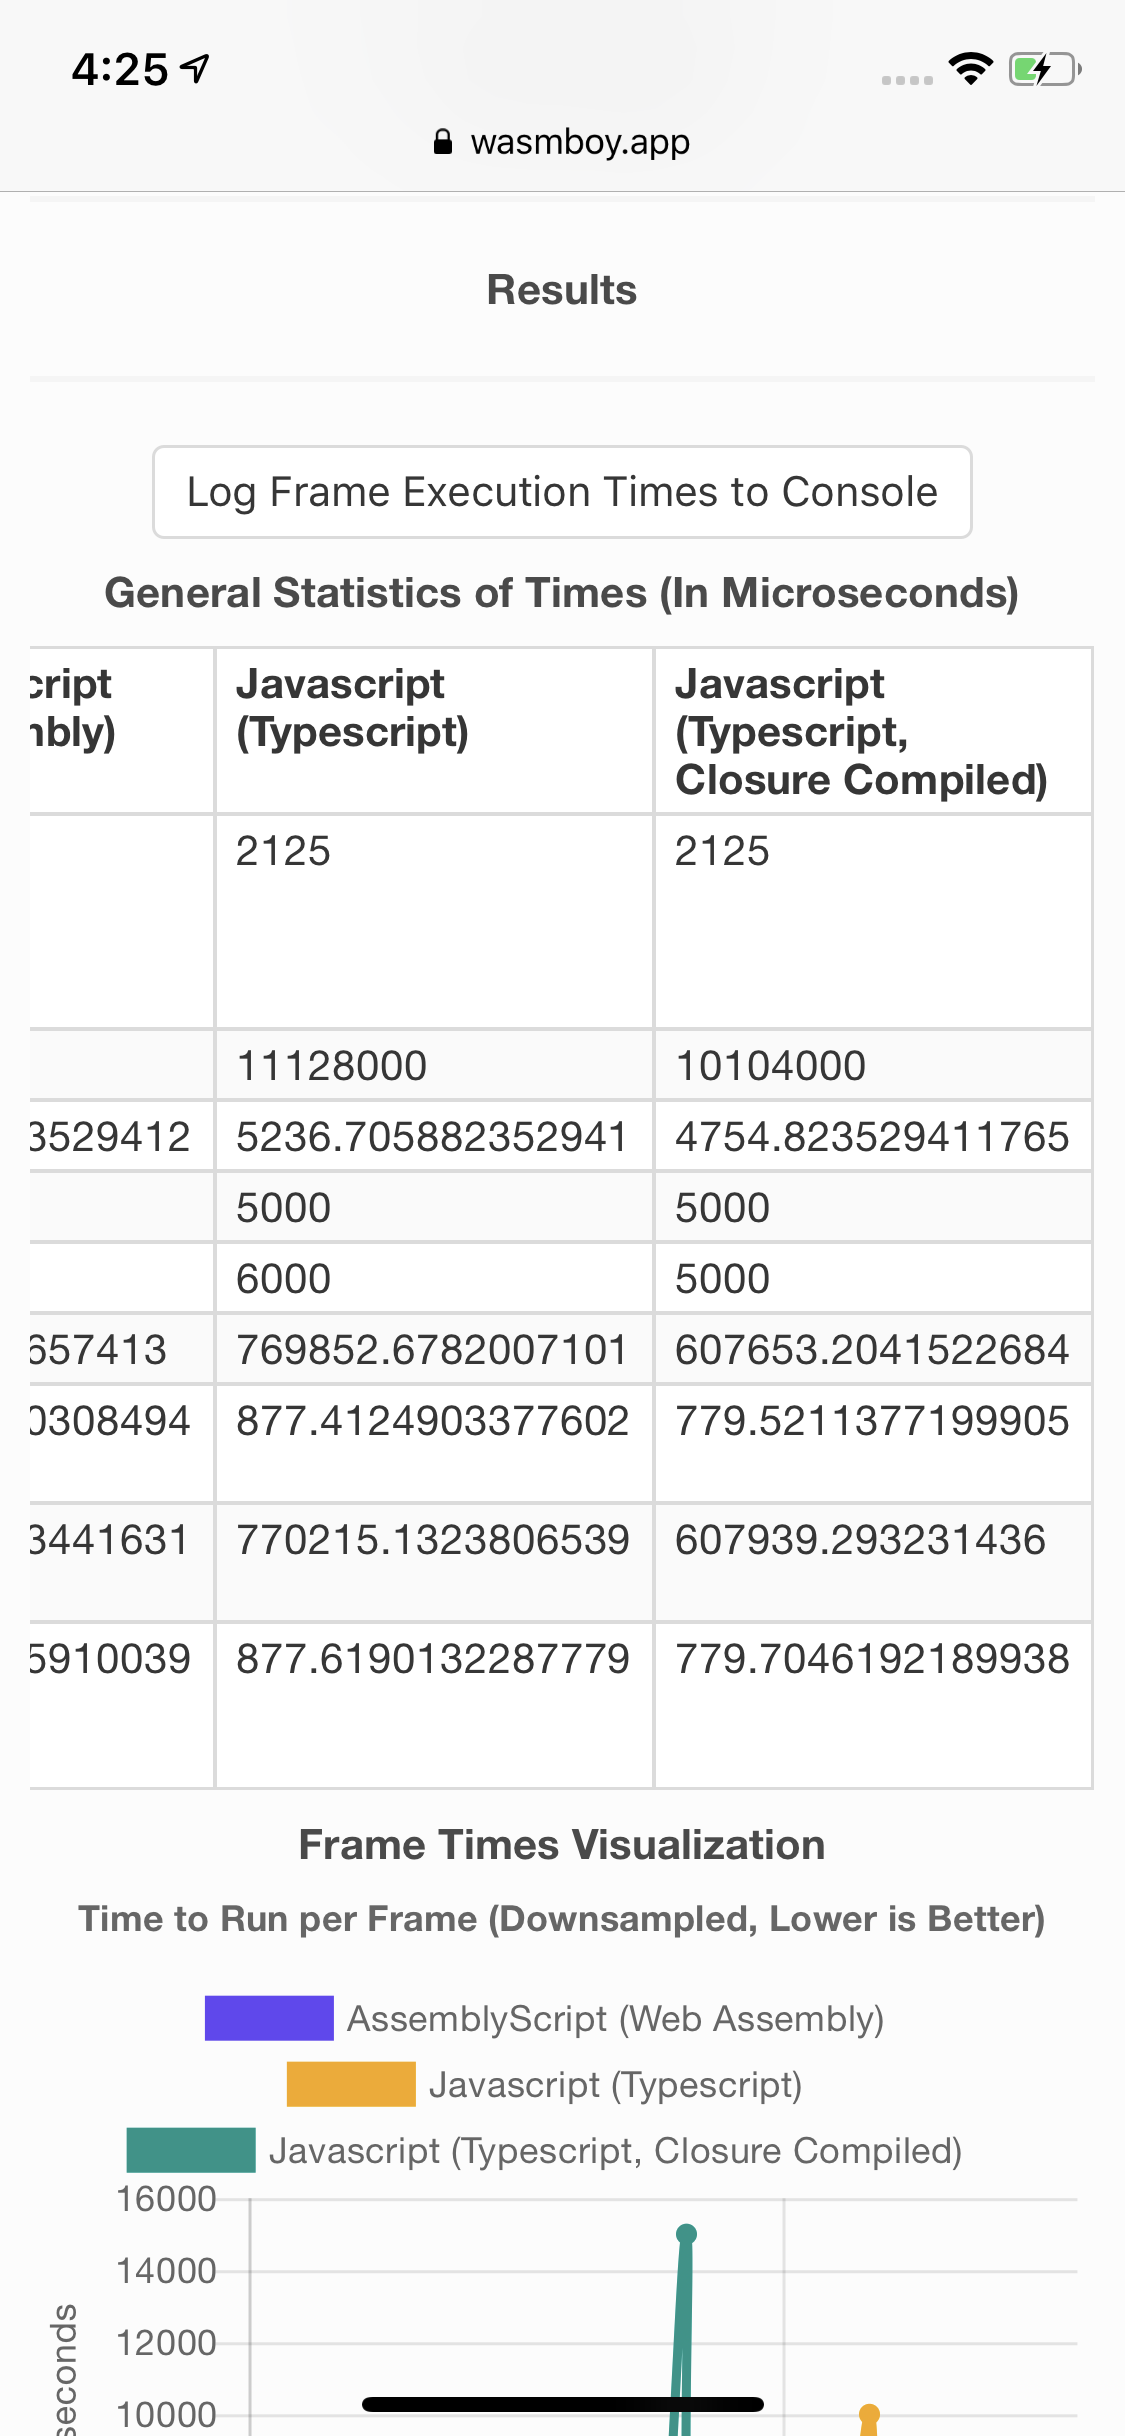 4:25
wasmboy.app
Results
Log Frame Execution Times to Console
General Statistics of Times (In Microseconds)
cript Javascript Javascript
nbly) (Typescript) (Typescript,
Closure Compiled)
2125 2125
11128000 10104000
3529412 5236.705882352941 4754.823529411765
5000 5000
6000 5000
657413 769852.6782007101 607653.2041522684
0308494 877.4124903377602 779.5211377199905
3441631 770215.1323806539 607939.293231436
5910039 877.6190132287779 779.7046192189938
Frame Times Visualization
Time to Run per Frame (Downsampled, Lower is Better)
AssemblyScript (Web Assembly)
Javascript (Typescript)
Javascript (Typescript, Closure Compiled)
16000
14000
12000
10000
seconds